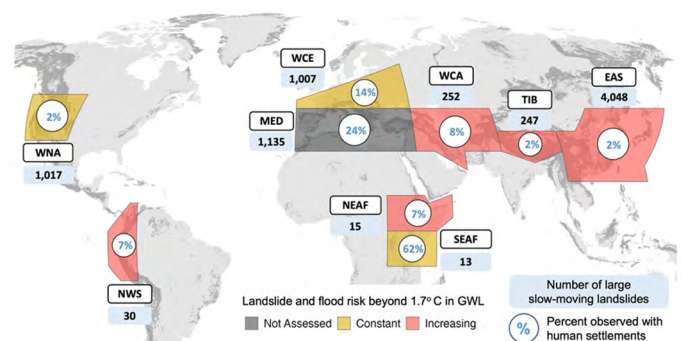 WCE
1,007
14%
WCA
252
8%
TIB
247
2%
EAS
4,048
2%
2%
WNA
1,017
MED
1,135
24%
NEAF
15
7%
SEAF
13
62%
7%
NWS
30
Landslide and flood risk beyond 1.7° C in GWL
Not Assessed
Constant
Increasing
Number of large
slow-moving landslides
%
Percent observed with
human settlements